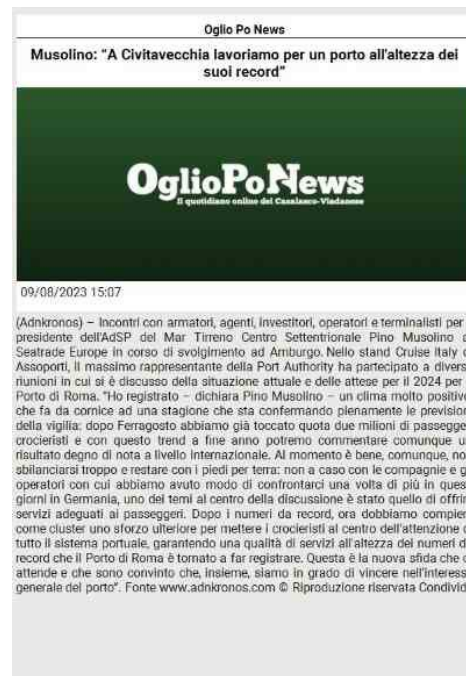 Oglio Po News
Musolino: “A Civitavecchia lavoriamo per un porto all'altezza dei
suoi record”
OglioPoNews
Il quotidiano online del Casalasco-Viadanese
09/08/2023 15:07
(Adnkronos) – Incontri con armatori, agenti, investitori, operatori e terminalisti per
presidente dell'AdSP del Mar Tirreno Centro Settentrionale Pino Musolino a
Seatrade Europe in corso di svolgimento ad Amburgo. Nello stand Cruise Italy d
Assoporti, il massimo rappresentante della Port Authority ha partecipato a divers
riunioni in cui si è discusso della situazione attuale e delle attese per il 2024 per
Porto di Roma. “Ho registrato – dichiara Pino Musolino – un clima molto positivo
che fa da cornice ad una stagione che sta confermando pienamente le prevision
della vigilia: dopo Ferragosto abbiamo già toccato quota due milioni di passegge
crocieristi e con questo trend a fine anno potremo commentare comunque u
risultato degno di nota a livello internazionale. Al momento è bene, comunque, no
sbilanciarsi troppo e restare con i piedi per terra: non a caso con le compagnie e g
operatori con cui abbiamo avuto modo di confrontarci una volta di più in ques
giorni in Germania, uno dei temi al centro della discussione è stato quello di offrir
servizi adeguati ai passeggeri. Dopo i numeri da record, ora dobbiamo compier
come cluster uno sforzo ulteriore per mettere i crocieristi al centro dell'attenzione d
tutto il sistema portuale, garantendo una qualità di servizi all'altezza dei numeri d
record che il Porto di Roma è tornato a far registrare. Questa è la nuova sfida che c
attende e che sono convinto che, insieme, siamo in grado di vincere nell'interess
generale del porto”. Fonte www.adnkronos.com © Riproduzione riservata Condivid